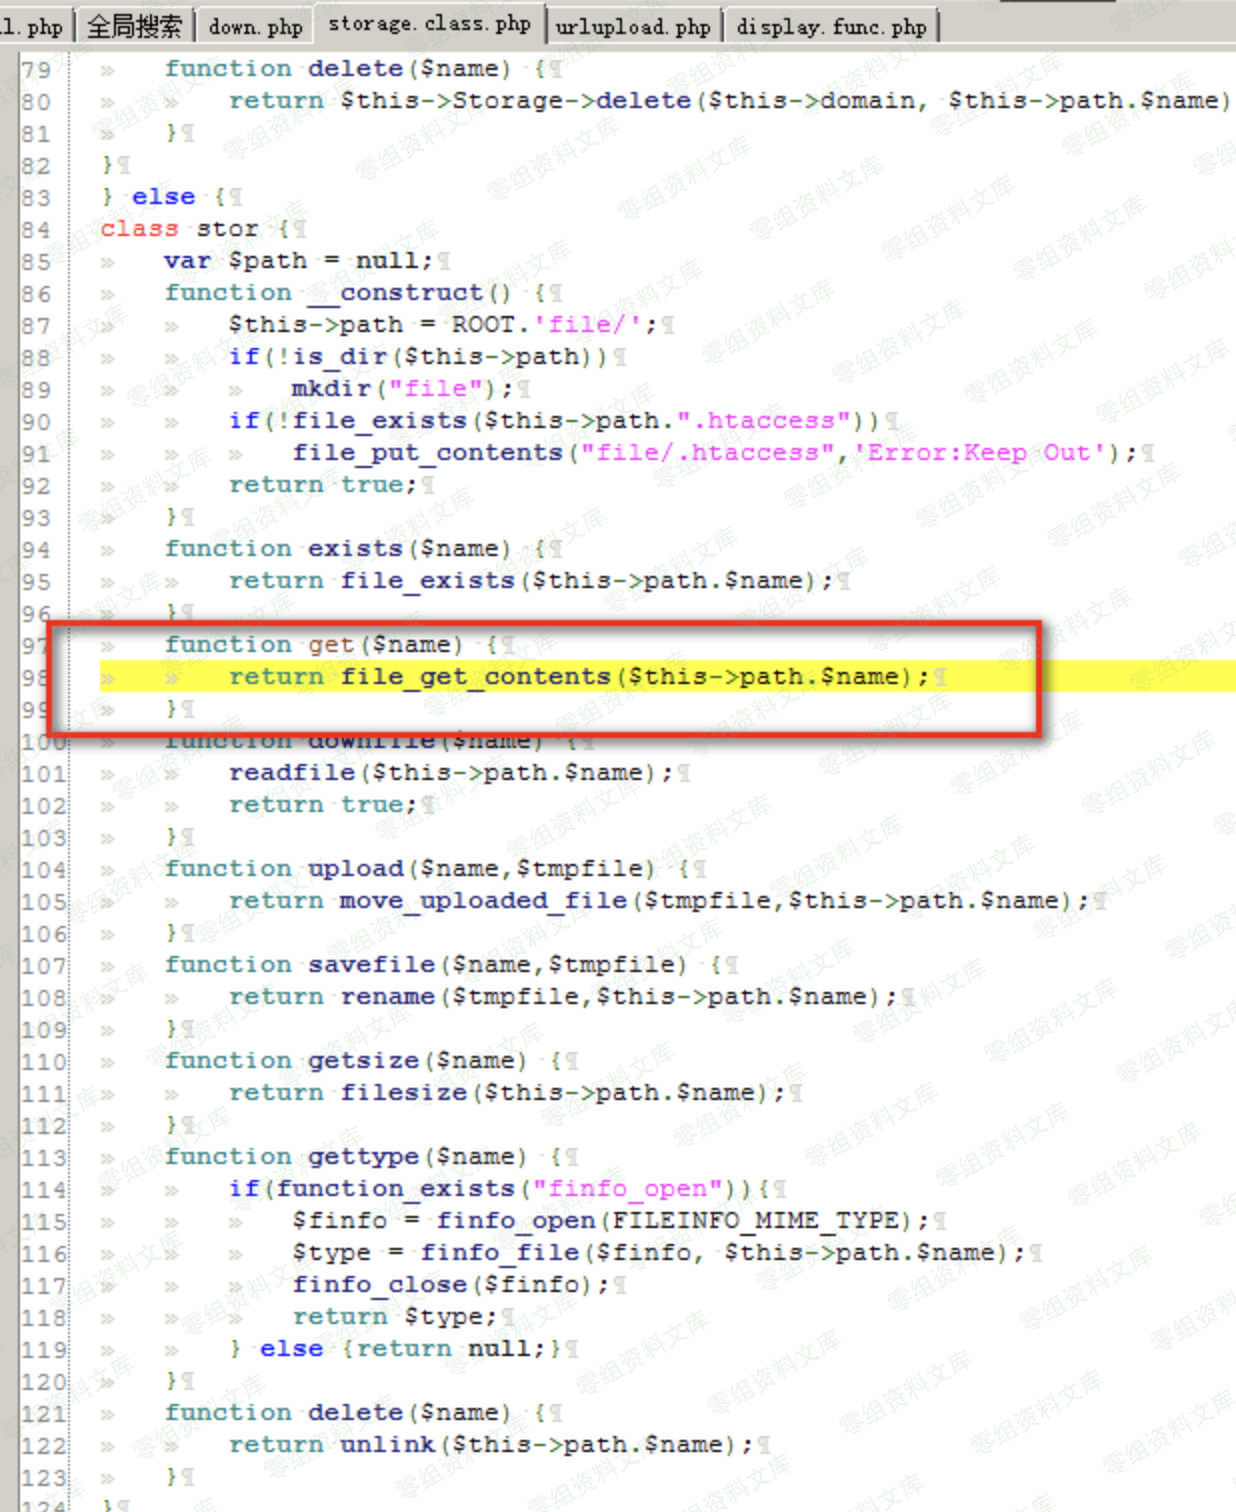 l.php 全局搜索 down.php storage.class.php urlupload.php display.func.php
79 function delete($name) {
80 return $this->Storage->delete($this->domain, $this->path.$name)
81 }
82 }
83 } else {
84 class stor {
85 var $path = null;
86 function __construct() {
87 $this->path = ROOT.'file/';
88 if(!is_dir($this->path))
89 mkdir("file");
90 if(!file_exists($this->path.".htaccess"))
91 file_put_contents("file/.htaccess",'Error:Keep Out');
92 return true;
93 }
94 function exists($name) {
95 return file_exists($this->path.$name);
96 }
97 function get($name) {
98 return file_get_contents($this->path.$name);
99 }
100 function downfile($name) {
101 readfile($this->path.$name);
102 return true;
103 }
104 function upload($name,$tmpfile) {
105 return move_uploaded_file($tmpfile,$this->path.$name);
106 }
107 function savefile($name,$tmpfile) {
108 return rename($tmpfile,$this->path.$name);
109 }
110 function getsize($name) {
111 return filesize($this->path.$name);
112 }
113 function gettype($name) {
114 if(function_exists("finfo_open")){
115 $finfo = finfo_open(FILEINFO_MIME_TYPE);
116 $type = finfo_file($finfo, $this->path.$name);
117 finfo_close($finfo);
118 return $type;
119 } else {return null;}
120 }
121 function delete($name) {
122 return unlink($this->path.$name);
123 }
124 }
零组资料文库